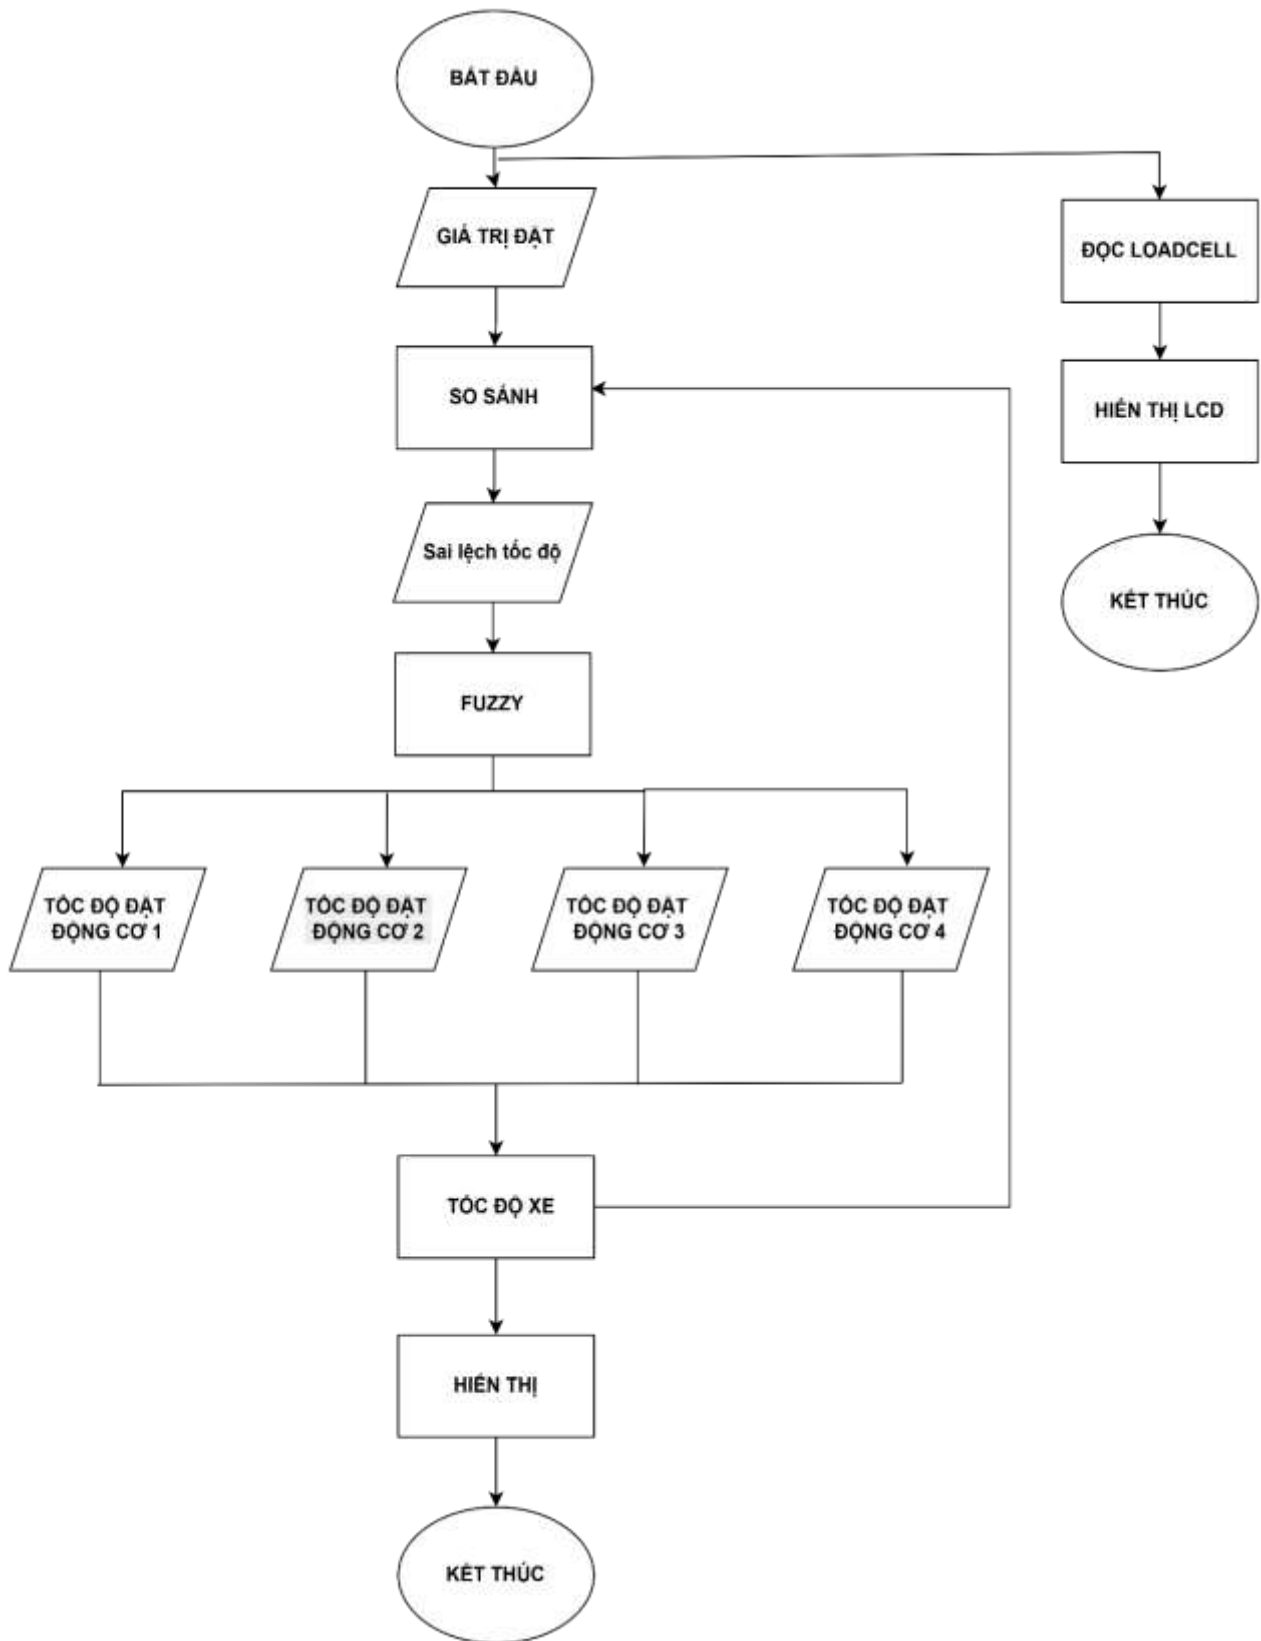 BẮT ĐẦU
GIÁ TRỊ ĐẶT
ĐỌC LOADCELL
SO SÁNH
HIỂN THỊ LCD
Sai lệch tốc độ
KẾT THÚC
FUZZY
TỐC ĐỘ ĐẶT
ĐỘNG CƠ 1
TỐC ĐỘ ĐẶT
ĐỘNG CƠ 2
TỐC ĐỘ ĐẶT
ĐỘNG CƠ 3
TỐC ĐỘ ĐẶT
ĐỘNG CƠ 4
TỐC ĐỘ XE
HIỂN THỊ
KẾT THÚC